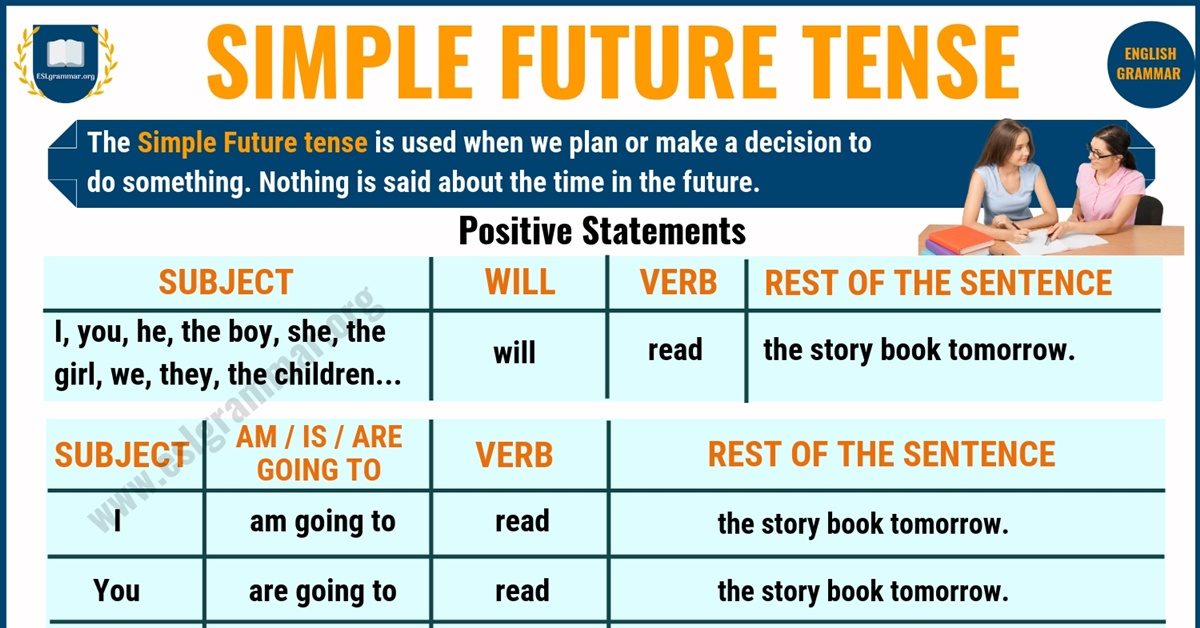 ESLgrammar.org
SIMPLE FUTURE TENSE
ENGLISH
GRAMMAR
The Simple Future tense is used when we plan or make a decision to
do something. Nothing is said about the time in the future.
Positive Statements
SUBJECT WILL VERB REST OF THE SENTENCE
I, you, he, the boy, she, the
girl, we, they, the children...
will read the story book tomorrow.
SUBJECT AM / IS / ARE
GOING TO VERB REST OF THE SENTENCE
I am going to read the story book tomorrow.
You are going to read the story book tomorrow.
www.eslgrammar.org